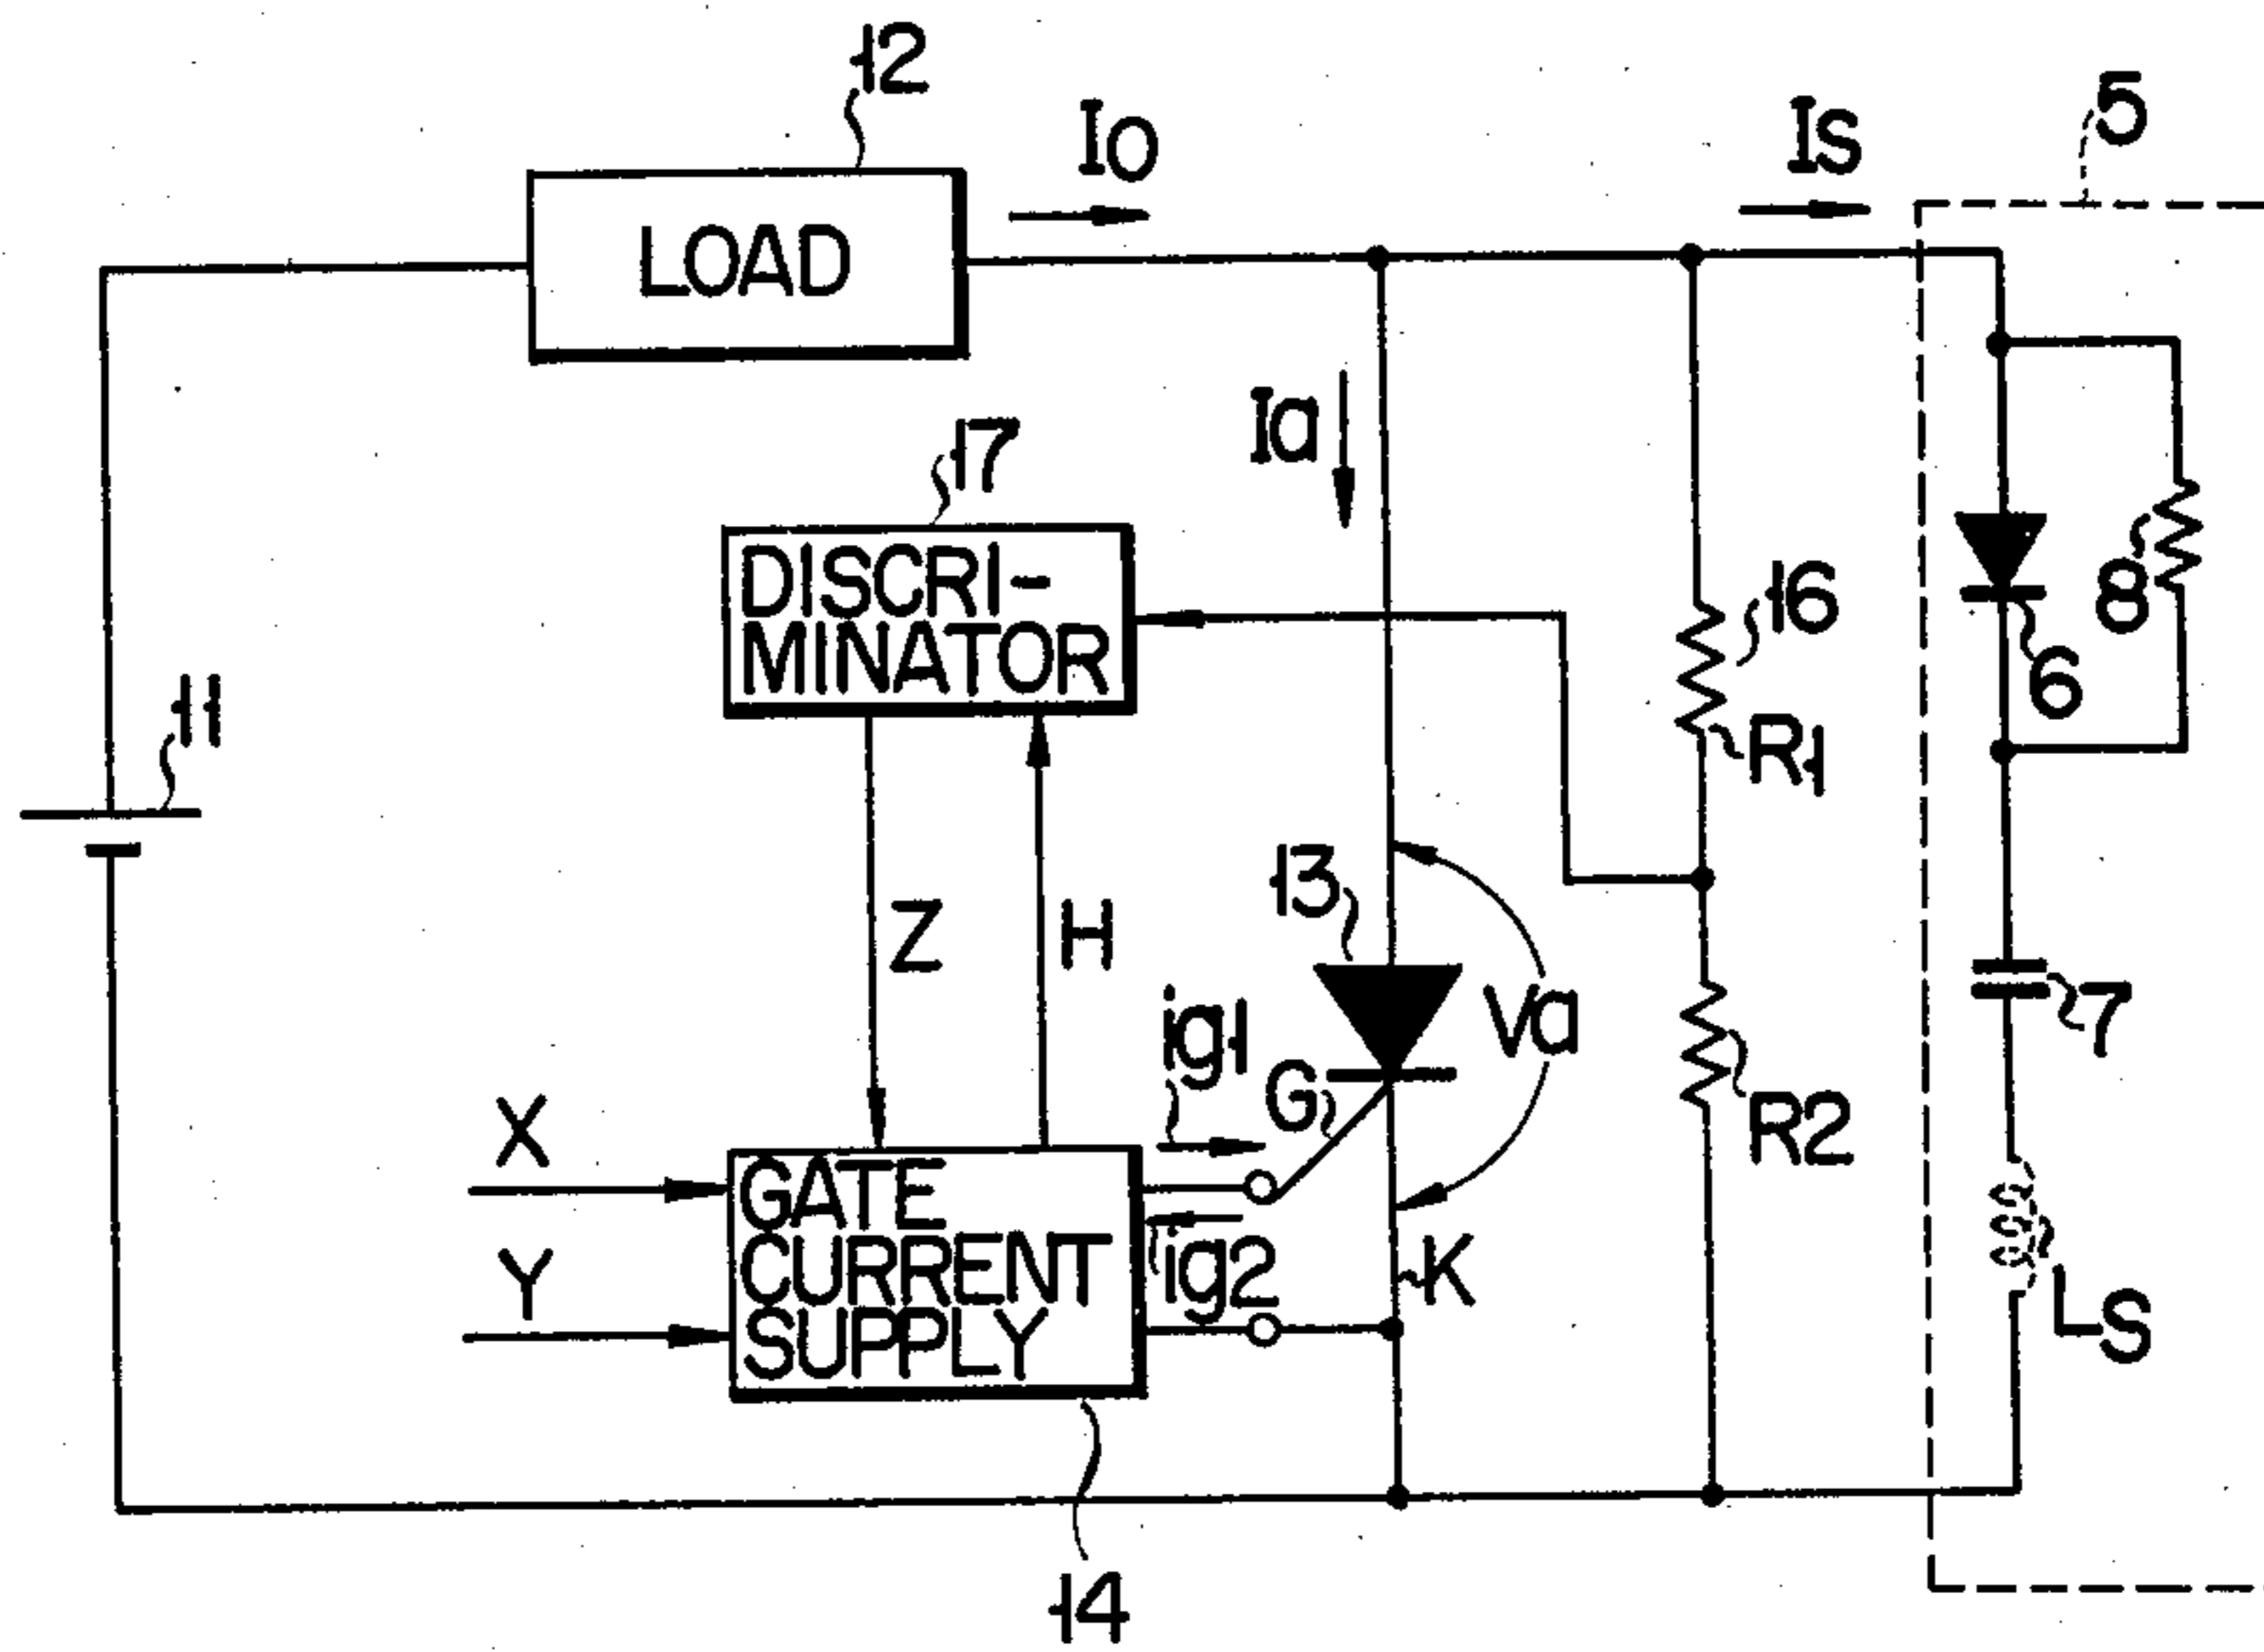 12
Io
Is
5
LOAD
Ia
17
DISCRI-
MINATOR
16
8
6
R1
11
13
Z
H
Va
7
ig1
G
X
R2
GATE
CURRENT
SUPPLY
Y
ig2
K
Ls
14